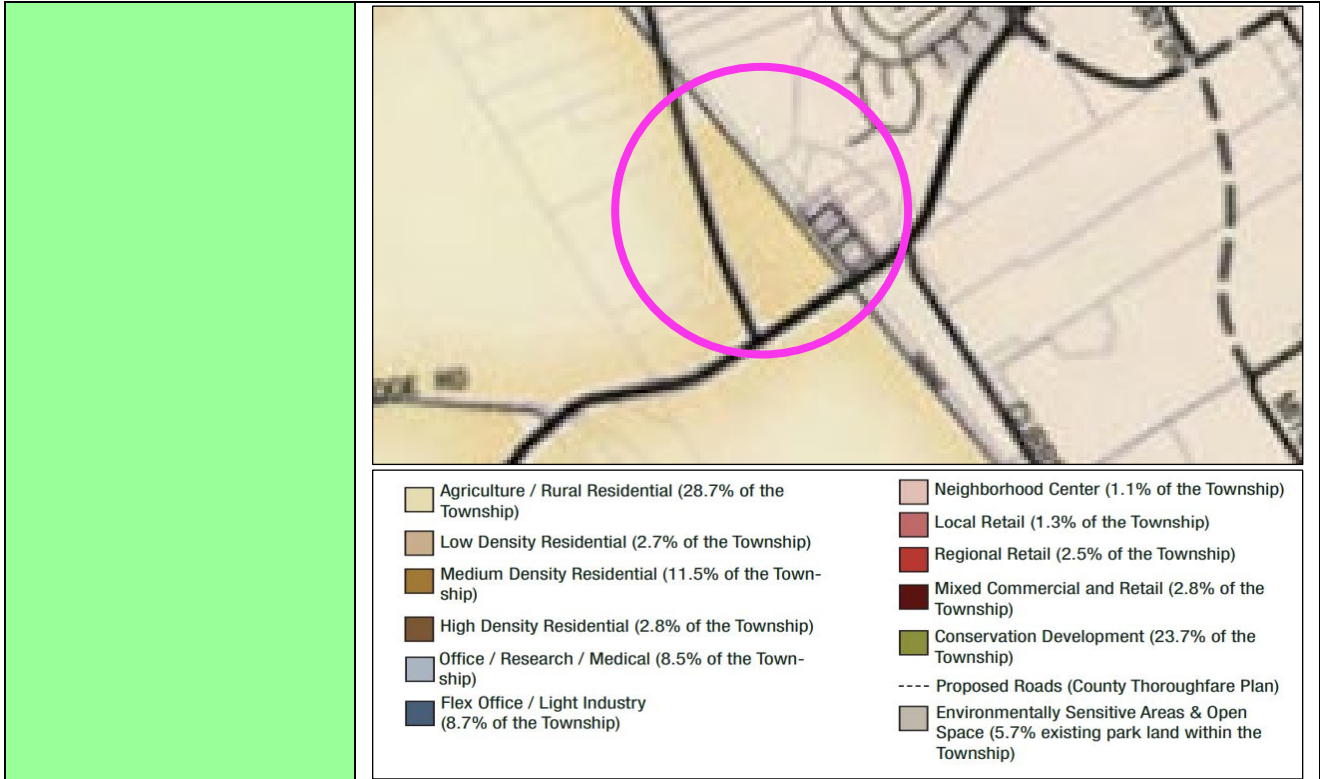 RD
Agriculture / Rural Residential (28.7% of the
Township)
Low Density Residential (2.7% of the Township)
Medium Density Residential (11.5% of the Town-
ship)
High Density Residential (2.8% of the Township)
Office / Research / Medical (8.5% of the Town-
ship)
Flex Office / Light Industry
(8.7% of the Township)
Neighborhood Center (1.1% of the Township)
Local Retail (1.3% of the Township)
Regional Retail (2.5% of the Township)
Mixed Commercial and Retail (2.8% of the
Township)
Conservation Development (23.7% of the
Township)
Proposed Roads (County Thoroughfare Plan)
Environmentally Sensitive Areas & Open
Space (5.7% existing park land within the
Township)